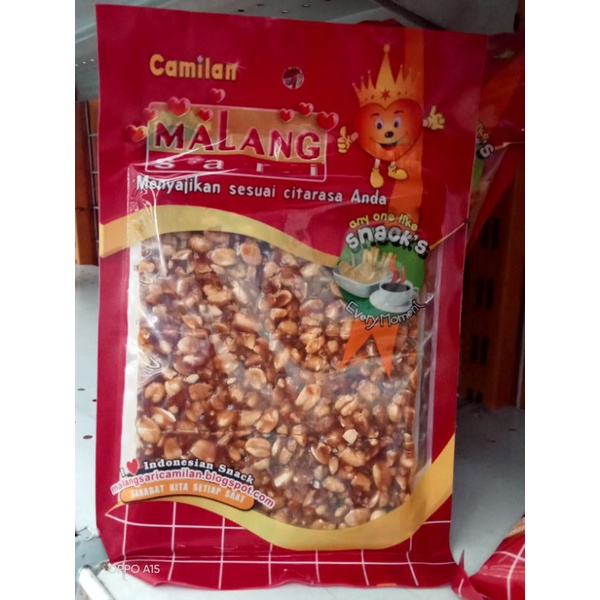 Camilan
MALANG
sari
Menyajikan sesuai citarasa Anda
any one like
snack's
Every Moment
I Indonesian Snack
malangsaricamilan.blogspot.com
SAHABAT KITA SETIAP SAAT
OPPO A15